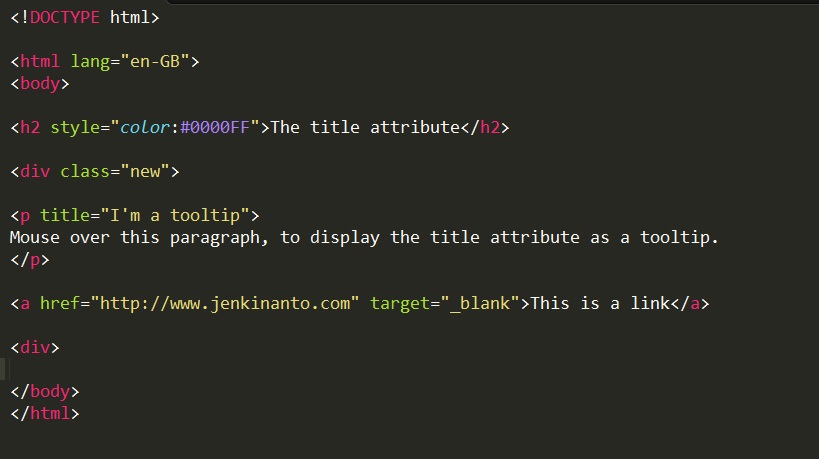 <!DOCTYPE html>
<html lang="en-GB">
<body>
<h2 style="color:#0000FF">The title attribute</h2>
<div class="new">
<p title="I'm a tooltip">
Mouse over this paragraph, to display the title attribute as a tooltip.
</p>
<a href="http://www.jenkinanto.com" target="_blank">This is a link</a>
<div>
</body>
</html>